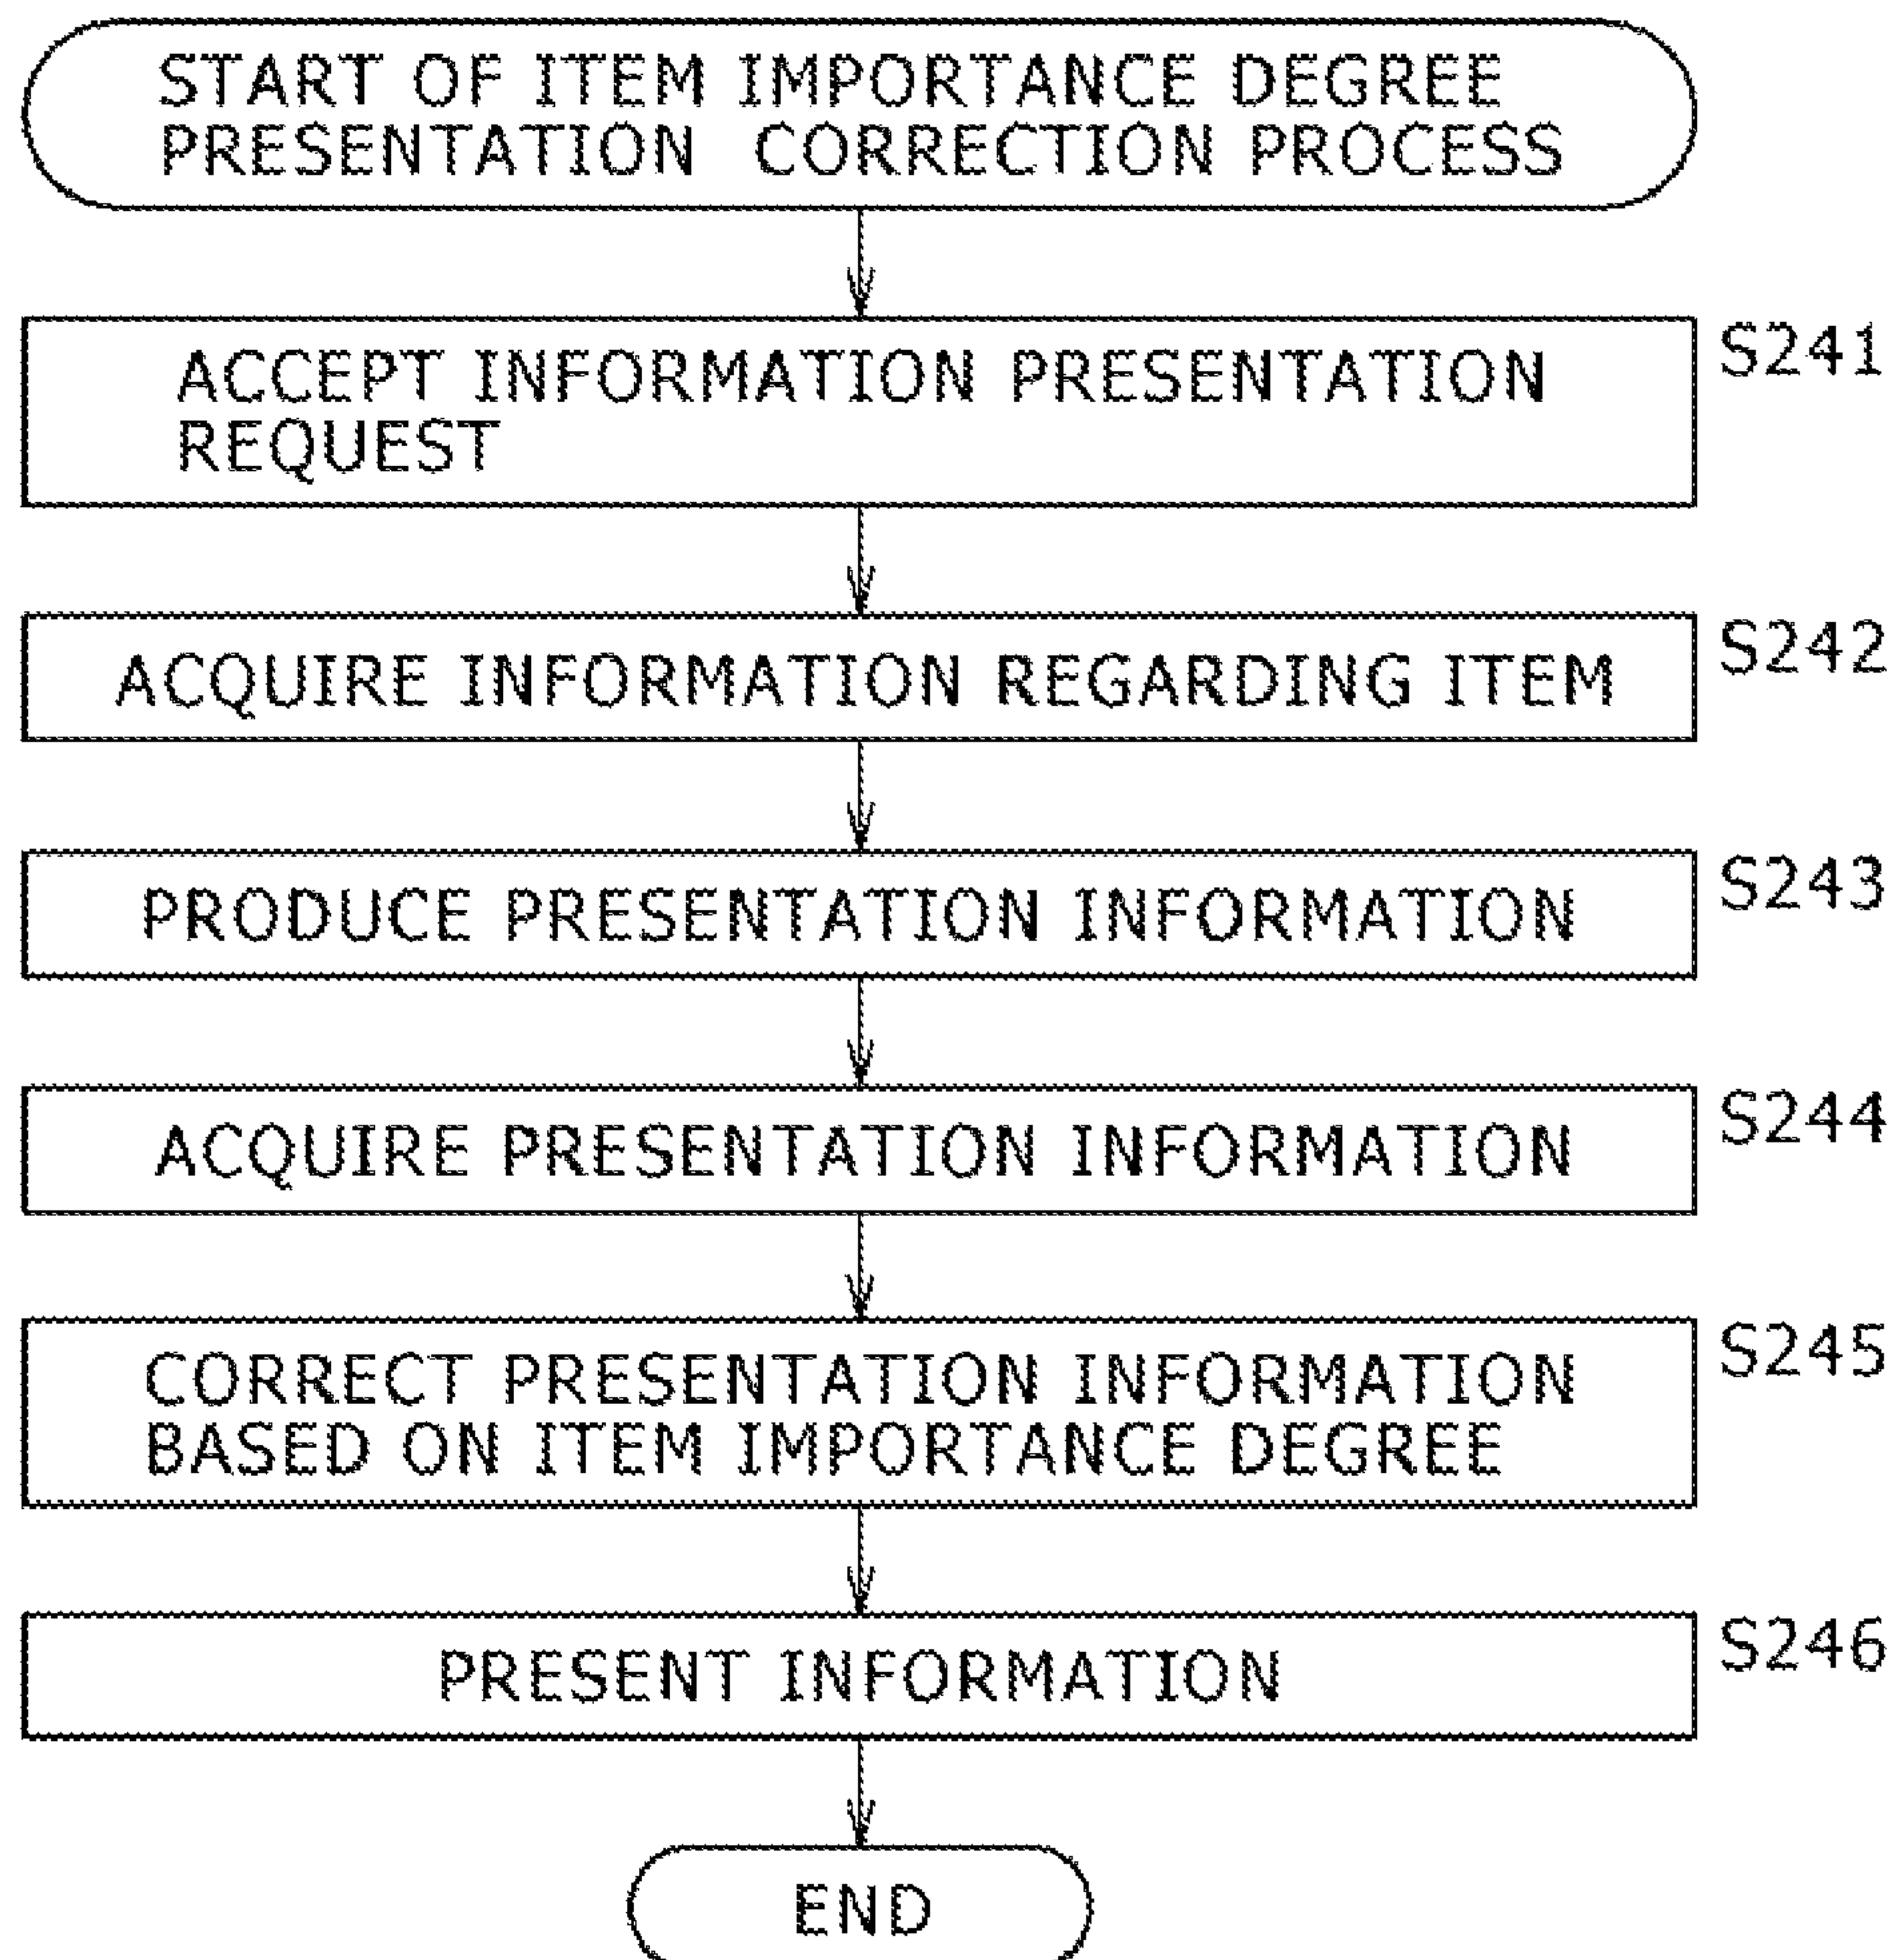 START OF ITEM IMPORTANCE DEGREE
PRESENTATION CORRECTION PROCESS
ACCEPT INFORMATION PRESENTATION
REQUEST
S241
ACQUIRE INFORMATION REGARDING ITEM
S242
PRODUCE PRESENTATION INFORMATION
S243
ACQUIRE PRESENTATION INFORMATION
S244
CORRECT PRESENTATION INFORMATION
BASED ON ITEM IMPORTANCE DEGREE
S245
PRESENT INFORMATION
S246
END